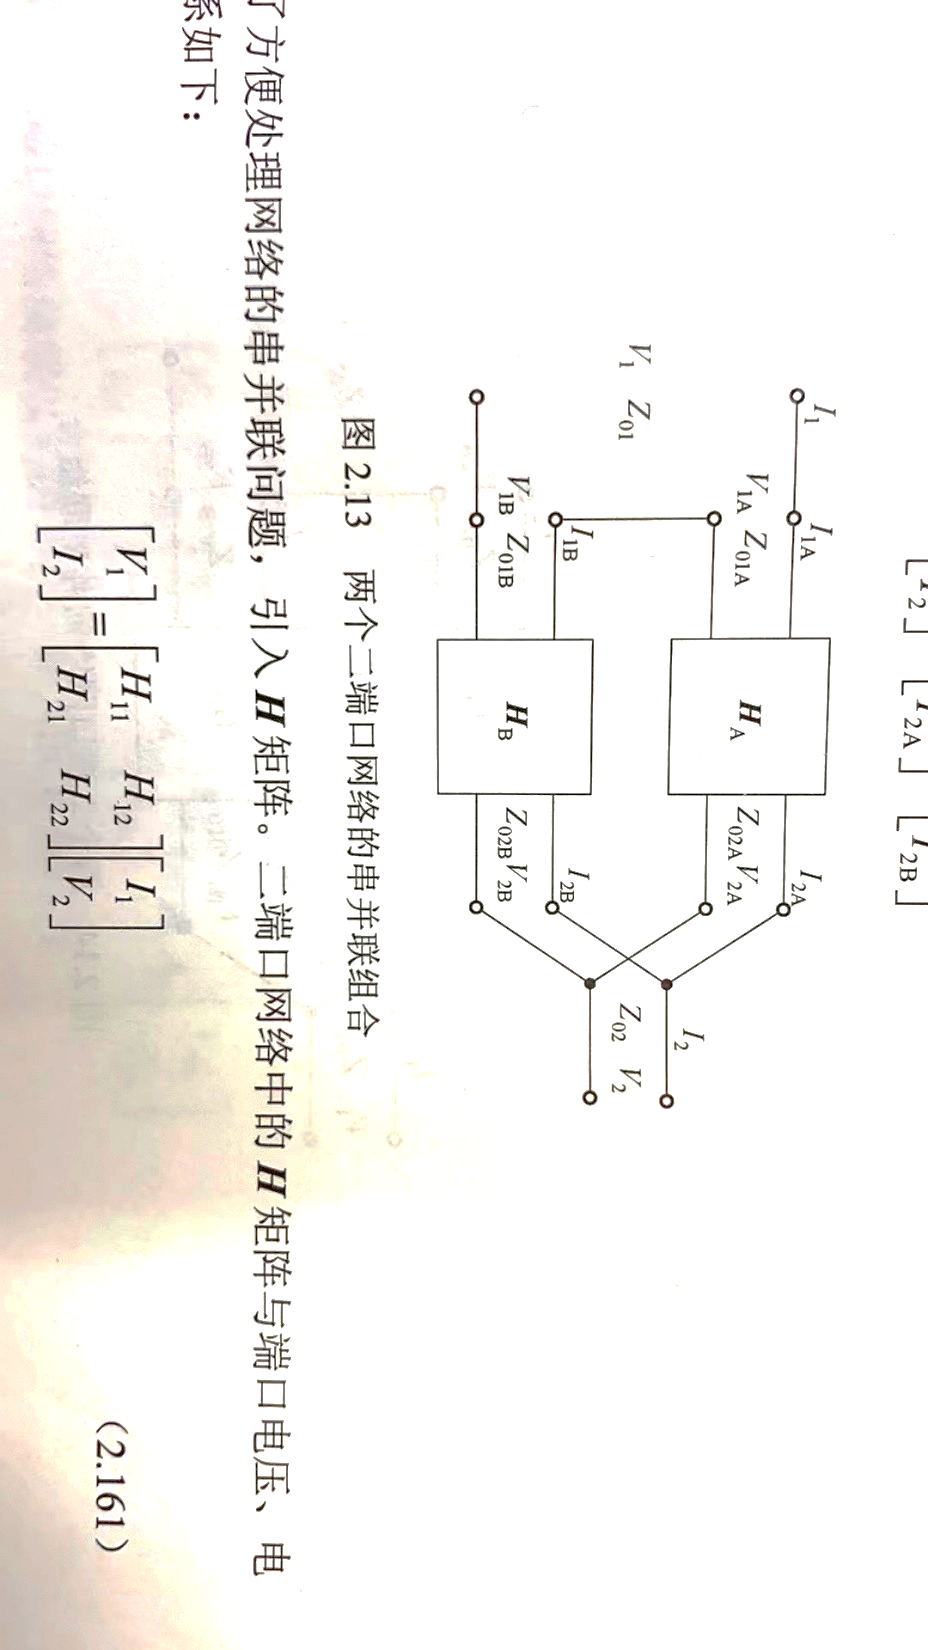 [I₂] [I₂A] [I₂B]
I₁ I₁A I₂A
V₁A Z₀₁A H_A Z₀₂A V₂A
I₂
V₁ Z₀₁ Z₀₂ V₂
I₁B I₂B
V₁B Z₀₁B H_B Z₀₂B V₂B
图 2.13 两个二端口网络的串并联组合
了方便处理网络的串并联问题，引入 H 矩阵。二端口网络中的 H 矩阵与端口电压、电
系如下：
[V₁] = [H₁₁ H₁₂][I₁]
[I₂] [H₂₁ H₂₂][V₂] (2.161)